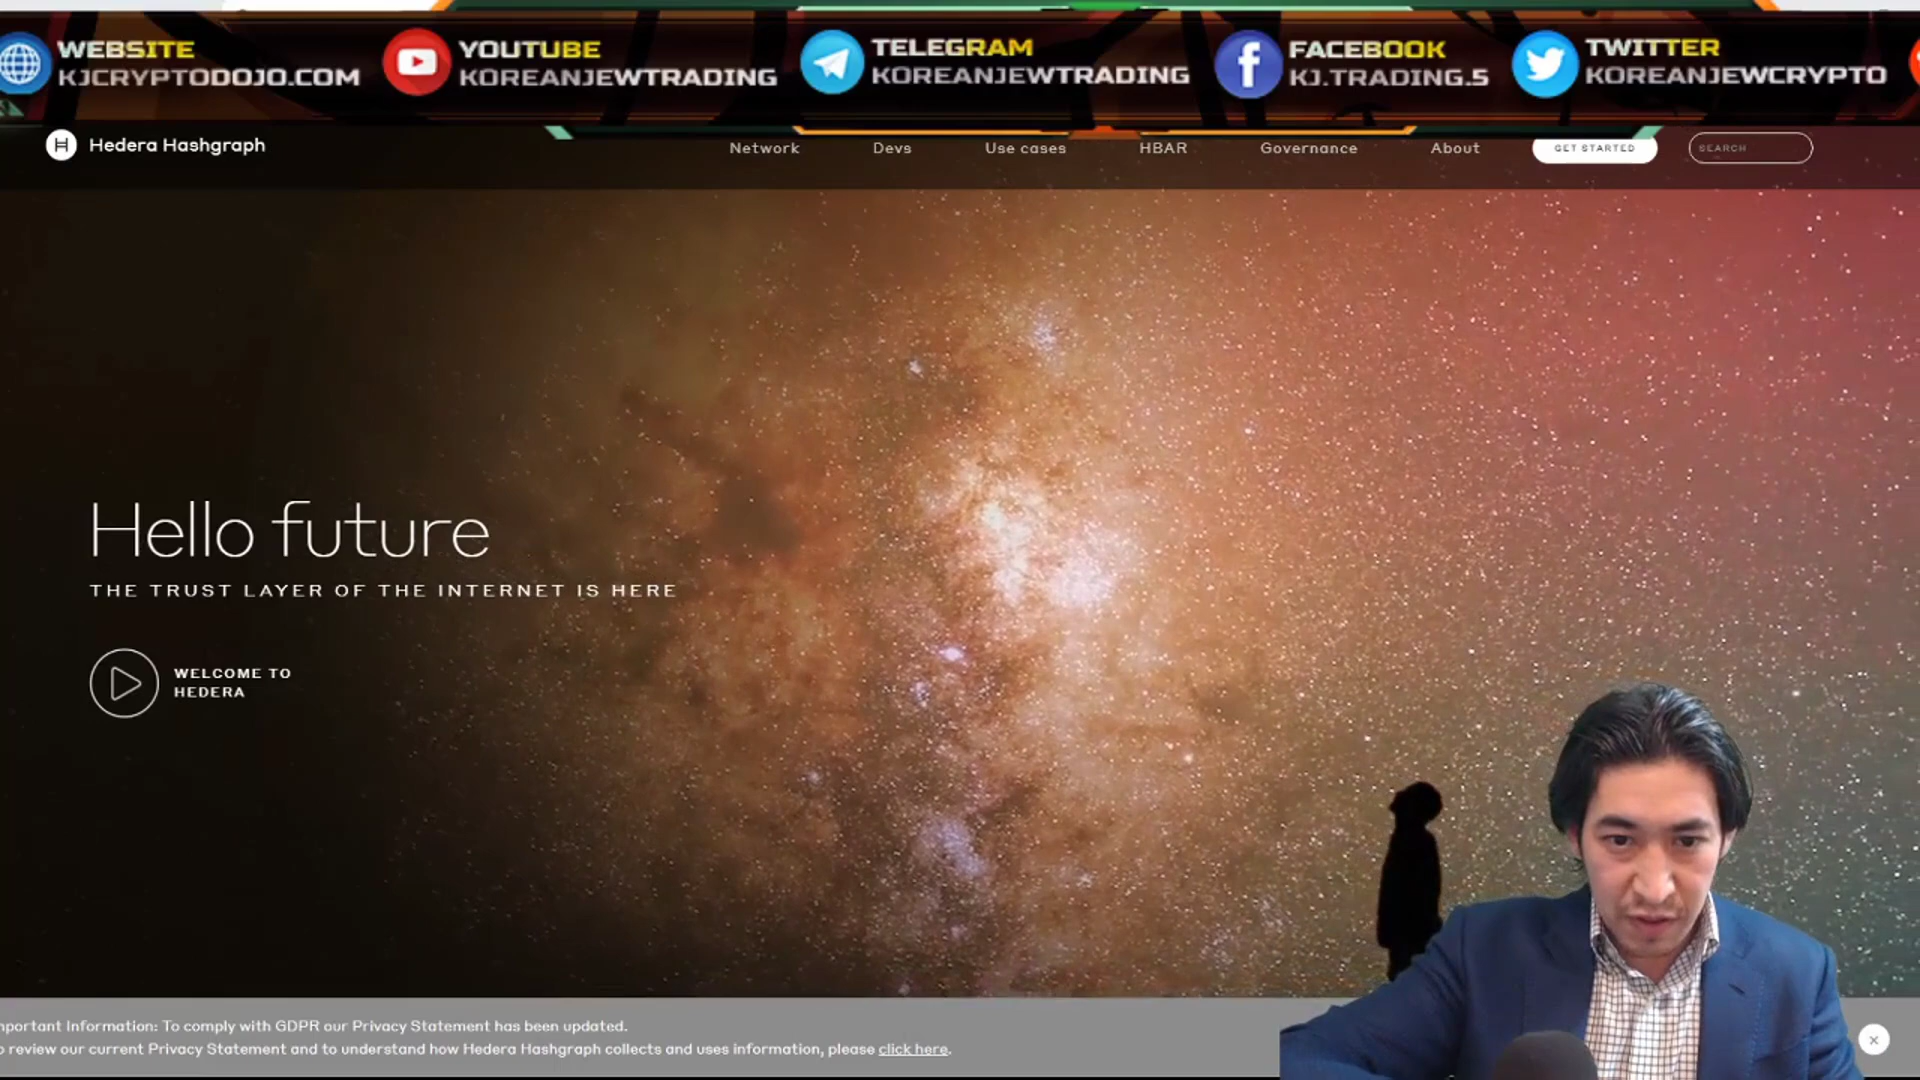 WEBSITE
KJCRYPTODOJO.COM
YOUTUBE
KOREANJEWTRADING
TELEGRAM
KOREANJEWTRADING
FACEBOOK
KJ.TRADING.5
TWITTER
KOREANJEWCRYPTO
H Hedera Hashgraph
Network Devs Use cases HBAR Governance About GET STARTED SEARCH
Hello future
THE TRUST LAYER OF THE INTERNET IS HERE
WELCOME TO
HEDERA
mportant Information: To comply with GDPR our Privacy Statement has been updated.
o review our current Privacy Statement and to understand how Hedera Hashgraph collects and uses information, please click here.